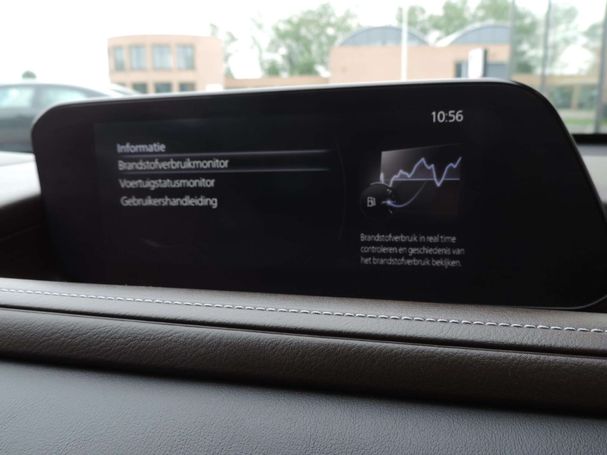 10:56
Informatie
Brandstofverbruikmonitor
Voertuigstatusmonitor
Gebruikershandleiding
Brandstofverbruik in real time
controleren en geschiedenis van
het brandstofverbruik bekijken.